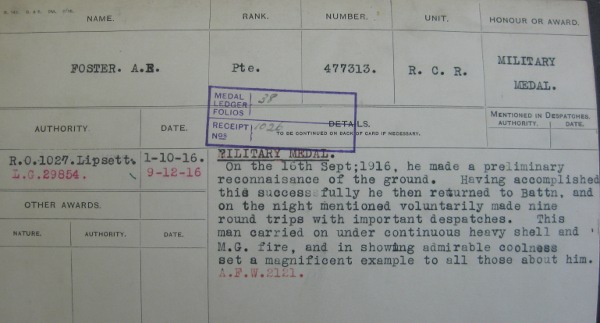 NAME.
RANK.
NUMBER.
UNIT.
HONOUR OR AWARD.
FOSTER. A.E.
Pte.
477313.
R. C. R.
MILITARY
MEDAL.
MEDAL
LEDGER 38
FOLIOS
RECEIPT 1026
NOS
DETAILS.
TO BE CONTINUED ON BACK OF CARD IF NECESSARY.
MENTIONED IN DESPATCHES.
AUTHORITY. DATE.
AUTHORITY. DATE.
R.O.1027.Lipsett. 1-10-16.
L.G.29854. 9-12-16
MILITARY MEDAL.
On the 16th Sept;1916, he made a preliminary
reconnaisance of the ground. Having accomplished
this successfully he then returned to Battn, and
on the night mentioned voluntarily made nine
round trips with important despatches. This
man carried on under continuous heavy shell and
M.G. fire, and in showing admirable coolness
set a magnificent example to all those about him.
A.F.W.2121.
OTHER AWARDS.
NATURE. AUTHORITY. DATE.